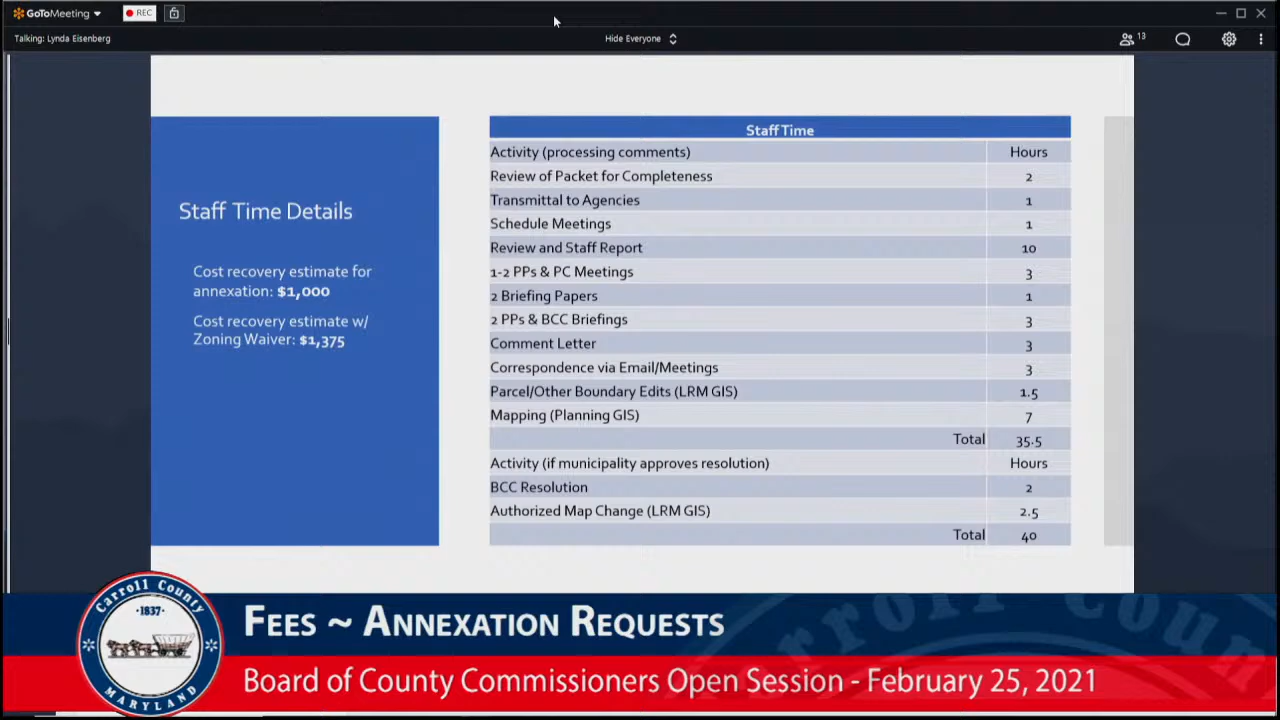 GoToMeeting
REC
Talking: Lynda Eisenberg
Hide Everyone
13
Staff Time Details
Cost recovery estimate for
annexation: $1,000
Cost recovery estimate w/
Zoning Waiver: $1,375
Staff Time
Activity (processing comments) Hours
Review of Packet for Completeness 2
Transmittal to Agencies 1
Schedule Meetings 1
Review and Staff Report 10
1-2 PPs & PC Meetings 3
2 Briefing Papers 1
2 PPs & BCC Briefings 3
Comment Letter 3
Correspondence via Email/Meetings 3
Parcel/Other Boundary Edits (LRM GIS) 1.5
Mapping (Planning GIS) 7
Total 35.5
Activity (if municipality approves resolution) Hours
BCC Resolution 2
Authorized Map Change (LRM GIS) 2.5
Total 40
Carroll County
·1837·
MARYLAND
Fees ~ Annexation Requests
Board of County Commissioners Open Session - February 25, 2021